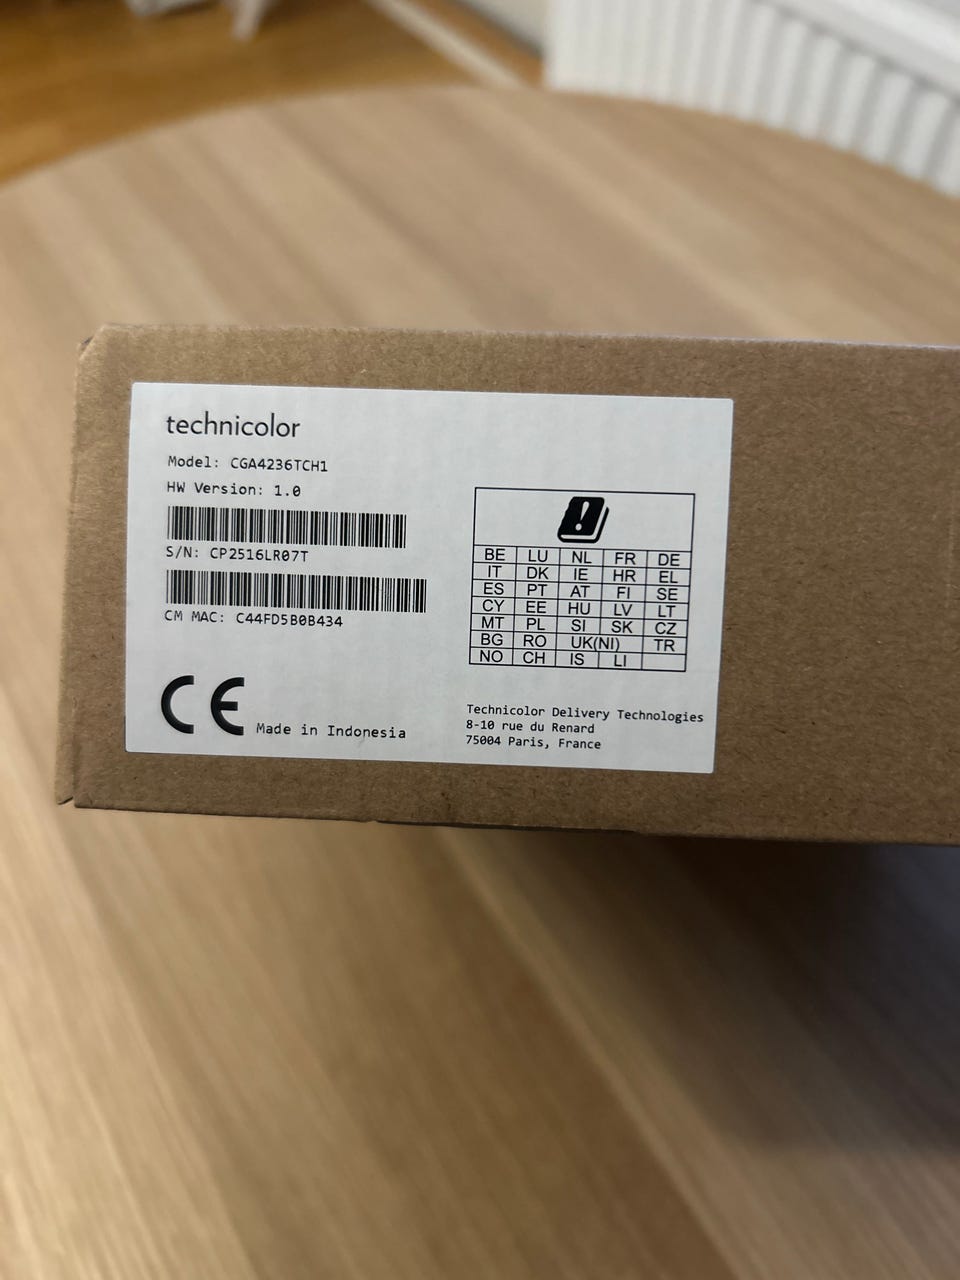 technicolor
Model: CGA4236TCH1
HW Version: 1.0
S/N: CP2516LR07T
CM MAC: C44FD5B0B434
CE Made in Indonesia
!
BE LU NL FR DE
IT DK IE HR EL
ES PT AT FI SE
CY EE HU LV LT
MT PL SI SK CZ
BG RO UK(NI) TR
NO CH IS LI
Technicolor Delivery Technologies
8-10 rue du Renard
75004 Paris, France